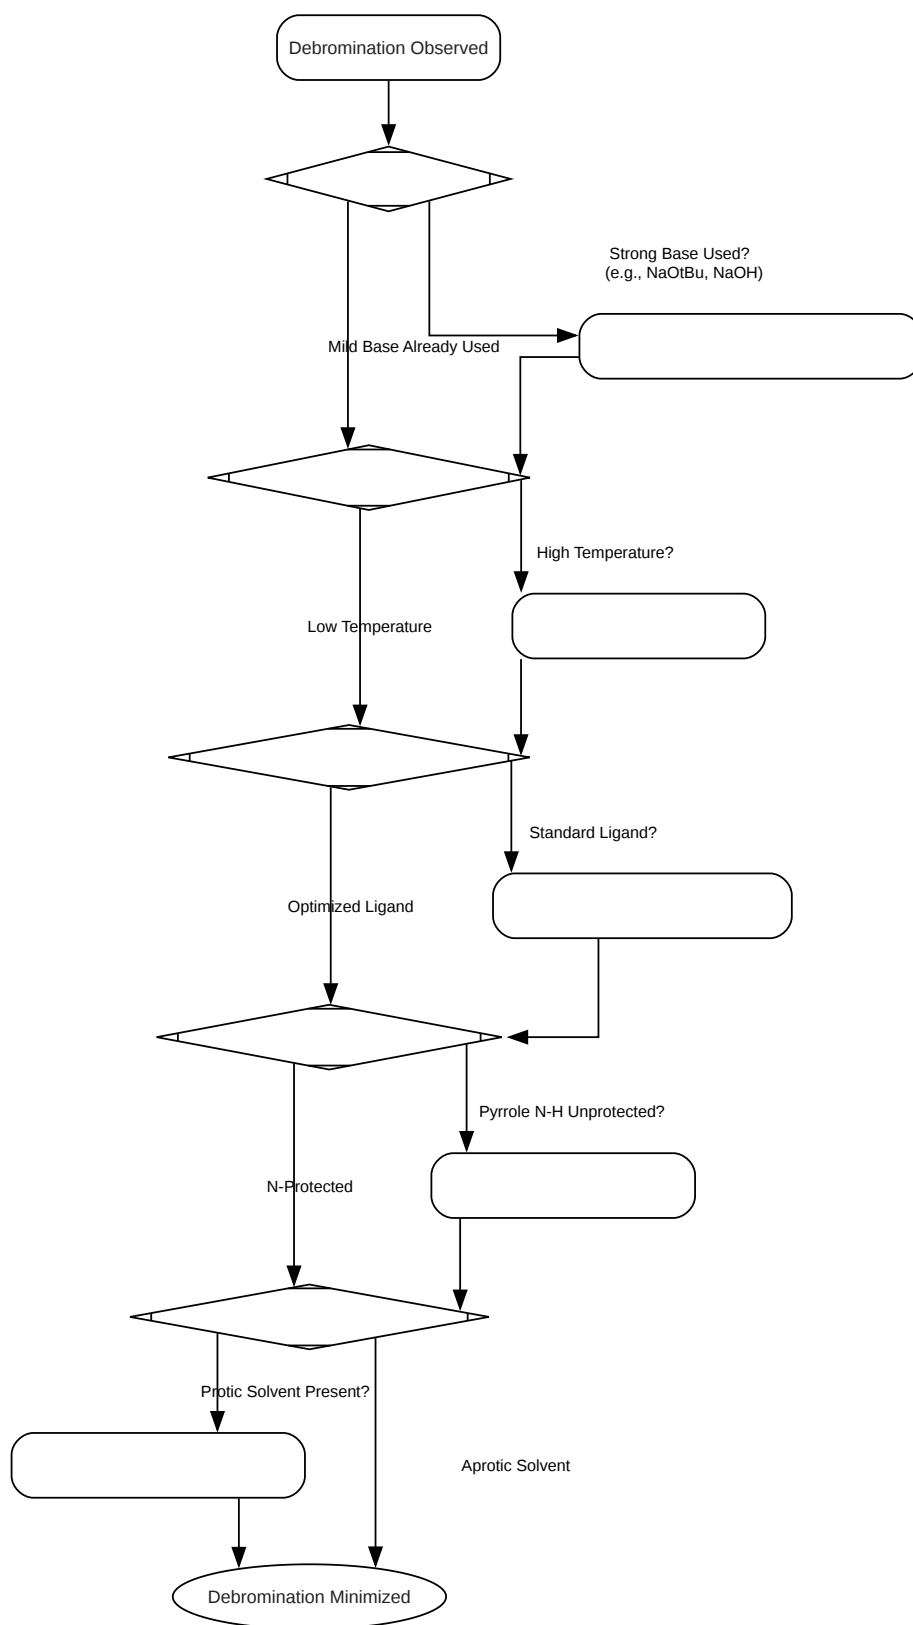 Debromination Observed
Strong Base Used?
(e.g., NaOtBu, NaOH)
Mild Base Already Used
High Temperature?
Low Temperature
Standard Ligand?
Optimized Ligand
Pyrrole N-H Unprotected?
N-Protected
Protic Solvent Present?
Aprotic Solvent
Debromination Minimized